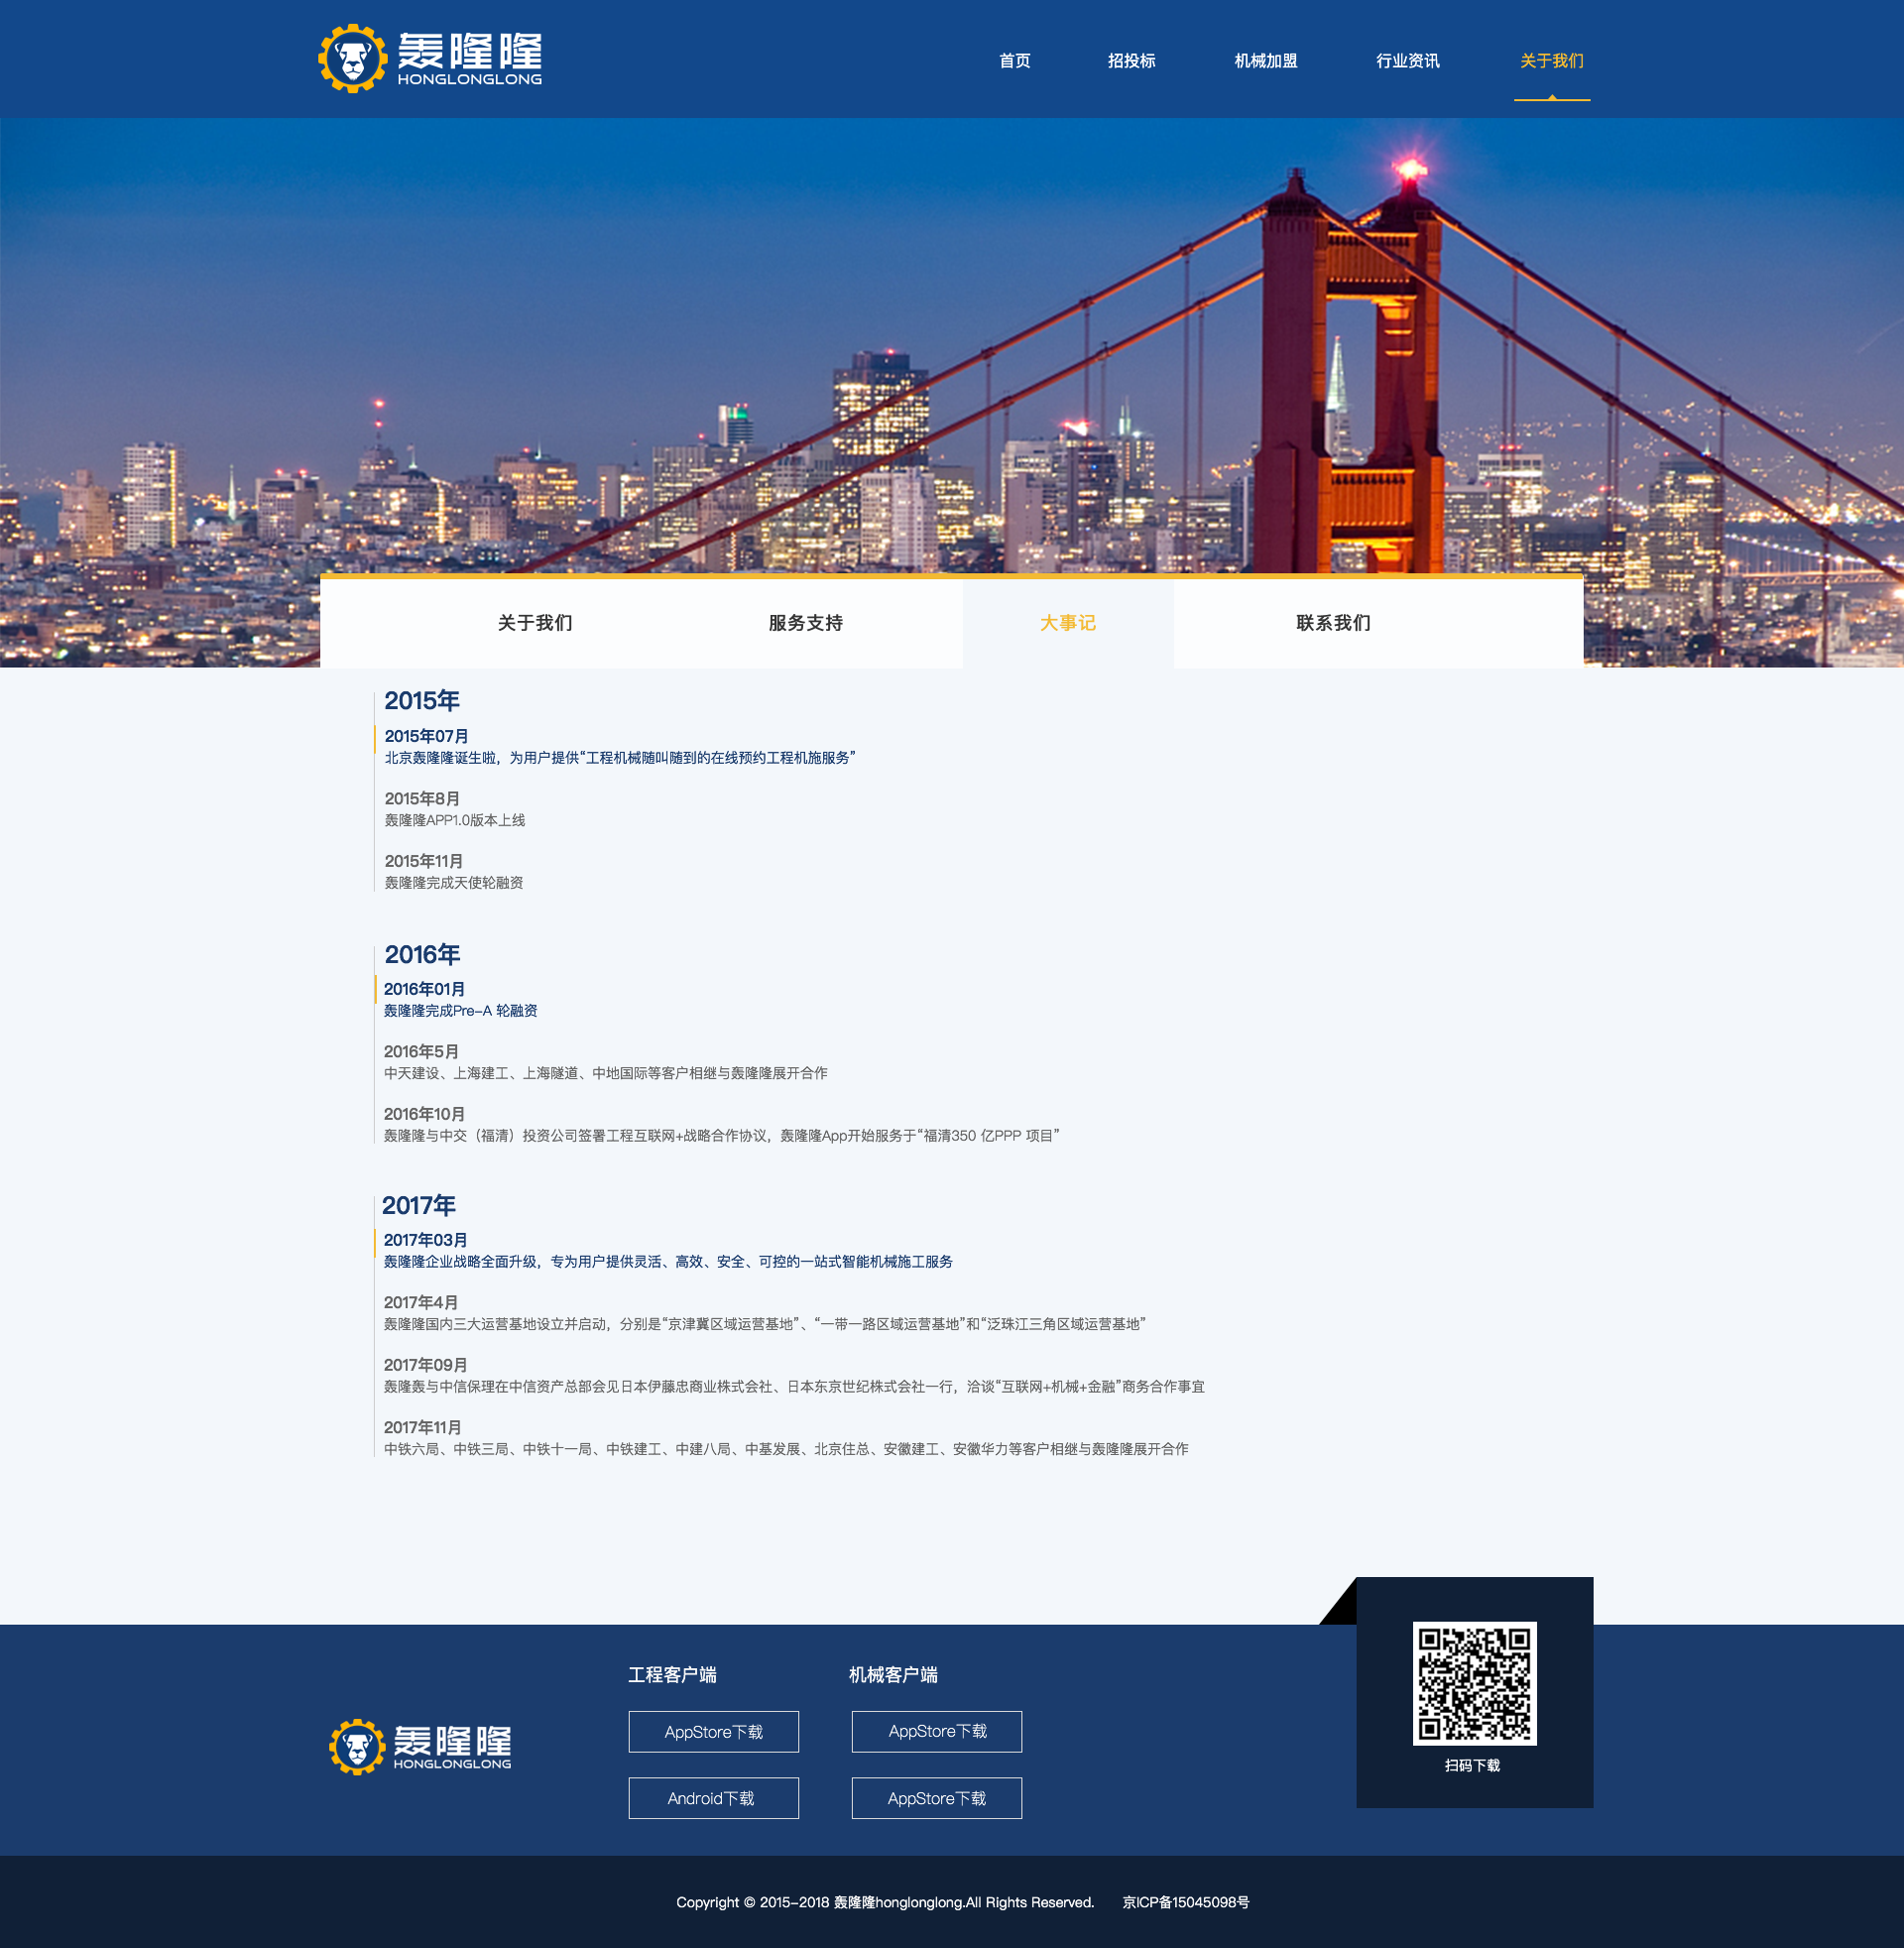 轰隆隆
HONGLONGLONG
首页
招投标
机械加盟
行业资讯
关于我们
关于我们
服务支持
大事记
联系我们
2015年
2015年07月
北京轰隆隆诞生啦，为用户提供“工程机械随叫随到的在线预约工程机施服务”
2015年8月
轰隆隆APP1.0版本上线
2015年11月
轰隆隆完成天使轮融资
2016年
2016年01月
轰隆隆完成Pre-A 轮融资
2016年5月
中天建设、上海建工、上海隧道、中地国际等客户相继与轰隆隆展开合作
2016年10月
轰隆隆与中交（福清）投资公司签署工程互联网+战略合作协议，轰隆隆App开始服务于“福清350 亿PPP 项目”
2017年
2017年03月
轰隆隆企业战略全面升级，专为用户提供灵活、高效、安全、可控的一站式智能机械施工服务
2017年4月
轰隆隆国内三大运营基地设立并启动，分别是“京津冀区域运营基地”、“一带一路区域运营基地”和“泛珠江三角区域运营基地”
2017年09月
轰隆轰与中信保理在中信资产总部会见日本伊藤忠商业株式会社、日本东京世纪株式会社一行，洽谈“互联网+机械+金融”商务合作事宜
2017年11月
中铁六局、中铁三局、中铁十一局、中铁建工、中建八局、中基发展、北京住总、安徽建工、安徽华力等客户相继与轰隆隆展开合作
轰隆隆
HONGLONGLONG
工程客户端
AppStore下载
Android下载
机械客户端
AppStore下载
AppStore下载
扫码下载
Copyright © 2015-2018 轰隆隆honglonglong.All Rights Reserved. 京ICP备15045098号